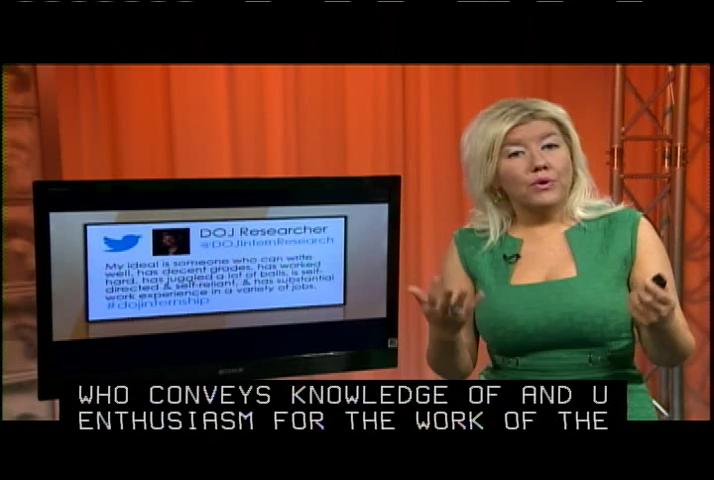 DOJ Researcher
@DOJInternResearch
My ideal is someone who can write
well, has decent grades, has worked
hard, has juggled a lot of balls, is self-
directed & self-reliant, & has substantial
work experience in a variety of jobs.
#dojinternship
SONY
WHO CONVEYS KNOWLEDGE OF AND U
ENTHUSIASM FOR THE WORK OF THE